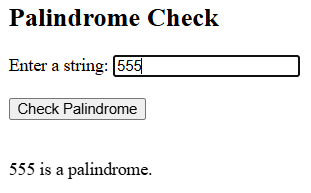 Palindrome Check
Enter a string: 555
Check Palindrome
555 is a palindrome.